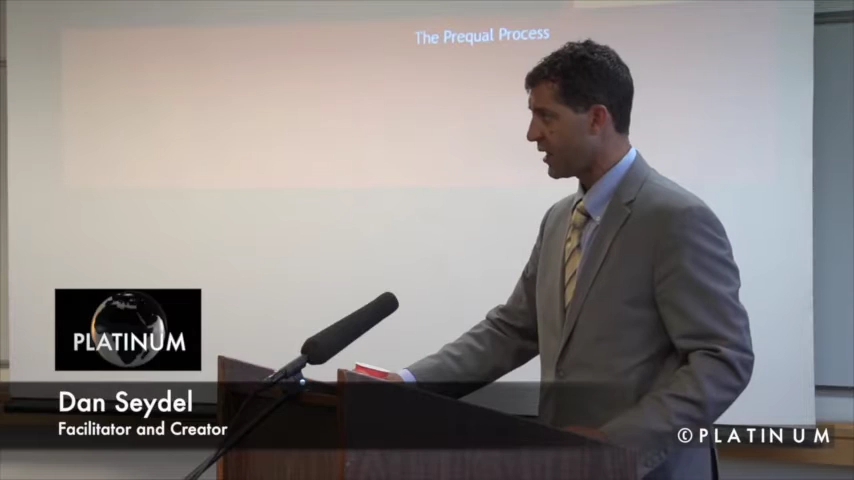 The Prequal Process
PLATINUM
Dan Seydel
Facilitator and Creator
© PLATINUM